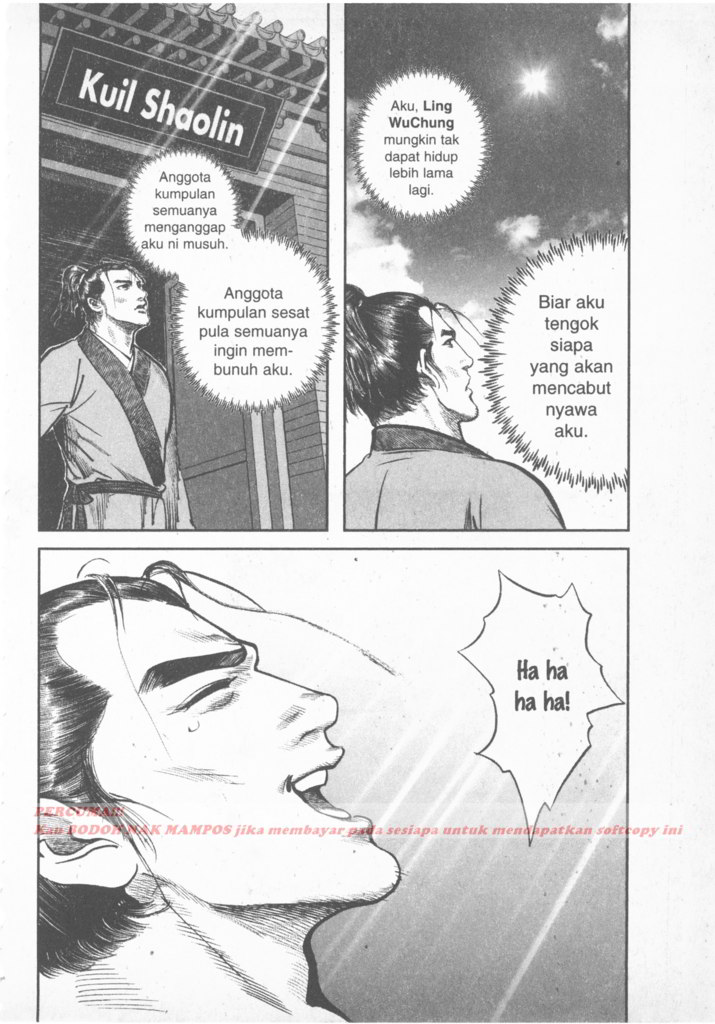 Kuil Shaolin
Anggota
kumpulan
semuanya
menganggap
aku ni musuh.
Anggota
kumpulan sesat
pula semuanya
ingin mem-
bunuh aku.
Aku, Ling
WuChung
mungkin tak
dapat hidup
lebih lama
lagi.
Biar aku
tengok
siapa
yang akan
mencabut
nyawa
aku.
Ha ha
ha ha!
PERCUMA!!!
Kau BODOH NAK MAMPOS jika membayar pada sesiapa untuk mendapatkan softcopy ini